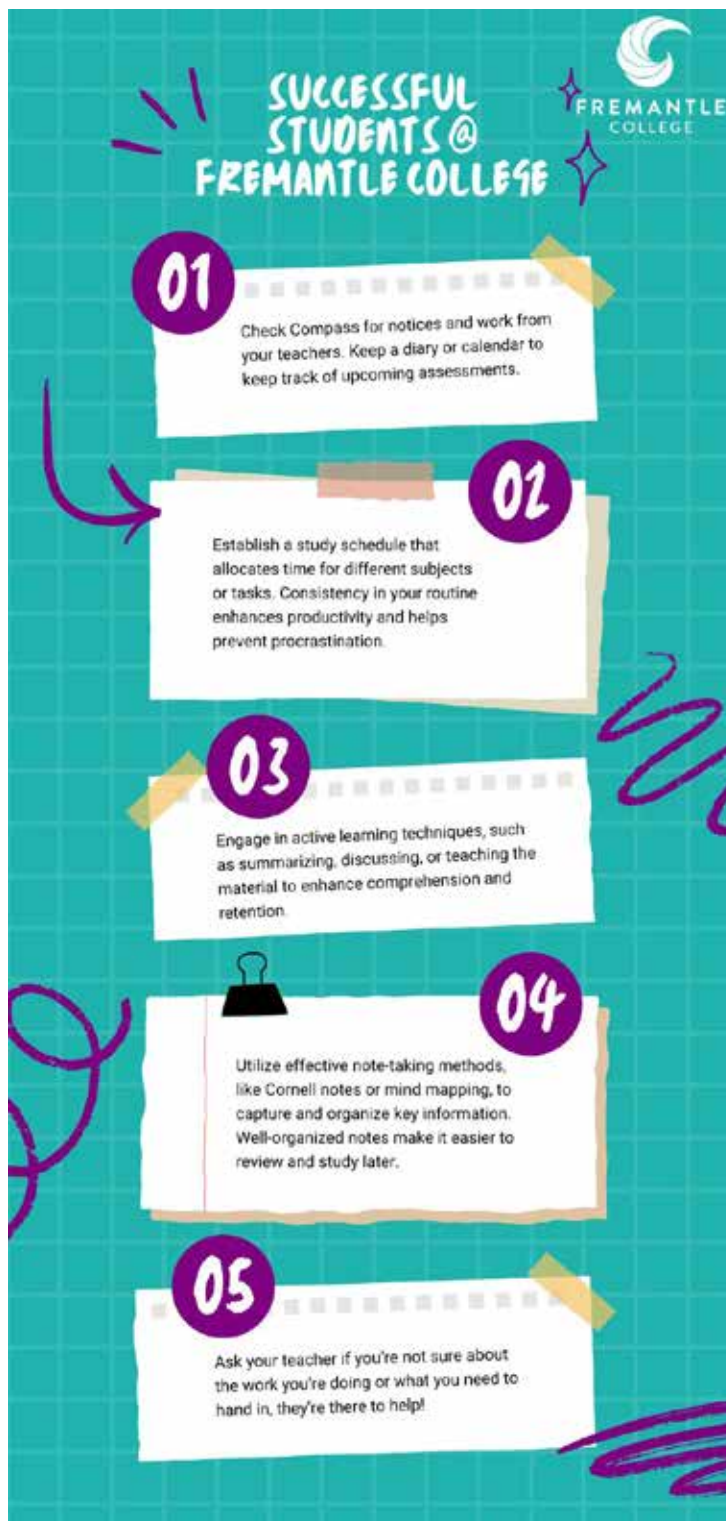 SUCCESSFUL
STUDENTS @
FREMANTLE COLLEGE
FREMANTLE
COLLEGE
01
Check Compass for notices and work from
your teachers. Keep a diary or calendar to
keep track of upcoming assessments.
02
Establish a study schedule that
allocates time for different subjects
or tasks. Consistency in your routine
enhances productivity and helps
prevent procrastination.
03
Engage in active learning techniques, such
as summarizing, discussing, or teaching the
material to enhance comprehension and
retention.
04
Utilize effective note-taking methods,
like Cornell notes or mind mapping, to
capture and organize key information.
Well-organized notes make it easier to
review and study later.
05
Ask your teacher if you're not sure about
the work you're doing or what you need to
hand in, they're there to help!